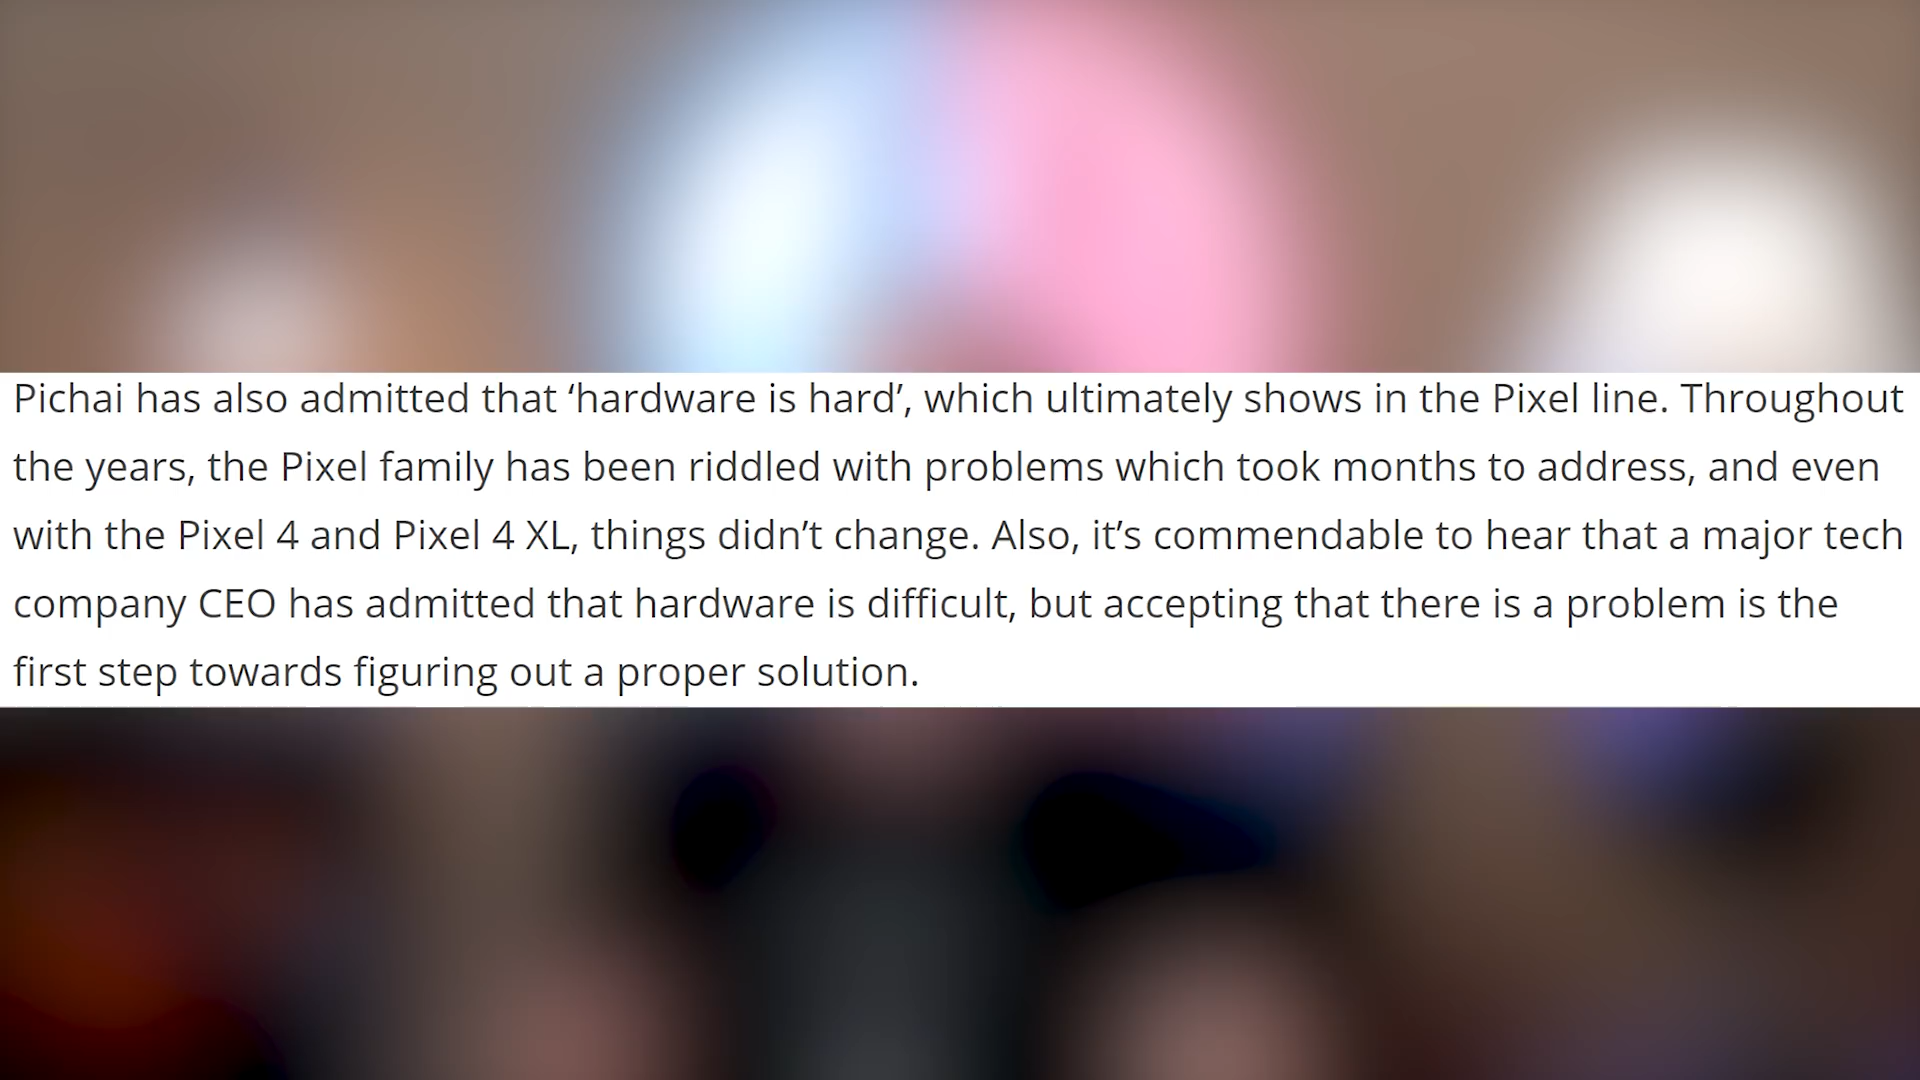 Pichai has also admitted that ‘hardware is hard’, which ultimately shows in the Pixel line. Throughout
the years, the Pixel family has been riddled with problems which took months to address, and even
with the Pixel 4 and Pixel 4 XL, things didn’t change. Also, it’s commendable to hear that a major tech
company CEO has admitted that hardware is difficult, but accepting that there is a problem is the
first step towards figuring out a proper solution.